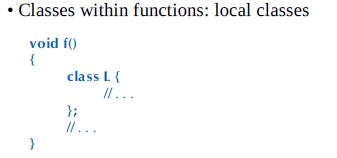 • Classes within functions: local classes
void f()
{
class L {
//...
};
//...
}